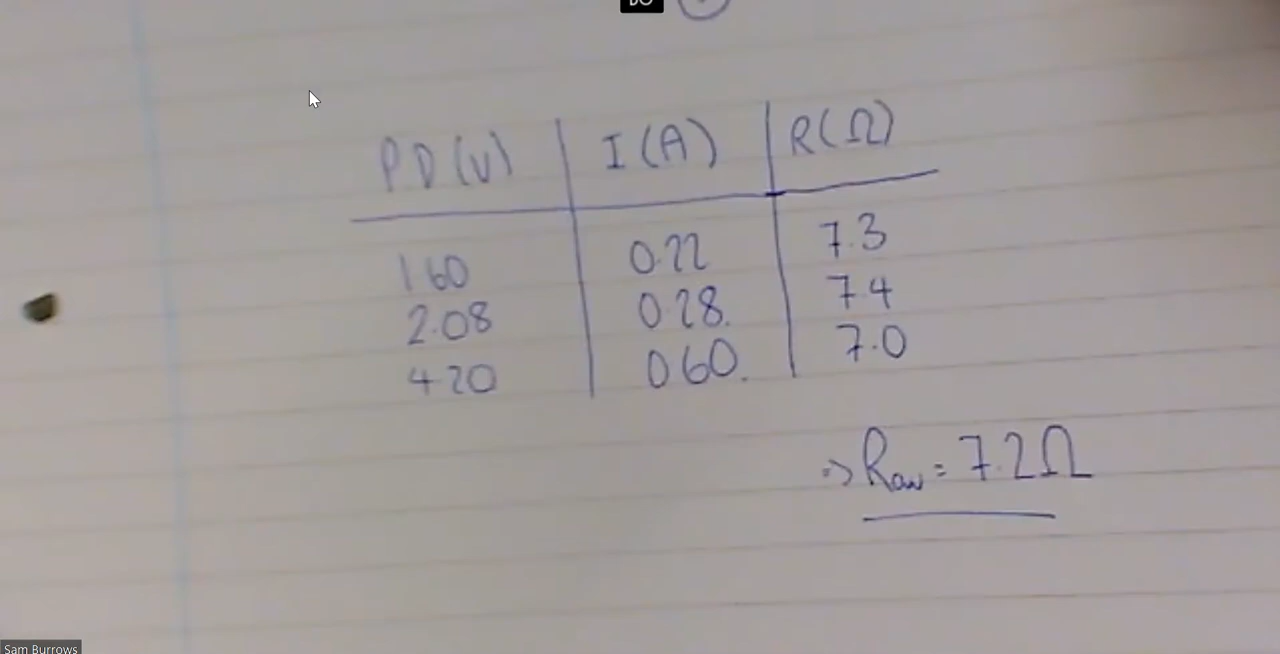 PD(V) I(A) R(Ω)
1.60 0.22 7.3
2.08 0.28. 7.4
4.20 0.60. 7.0
=> Rav = 7.2Ω
Sam Burrows